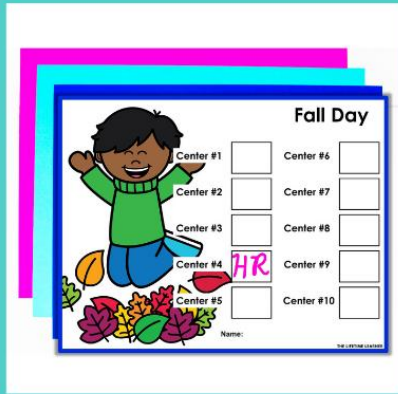 Fall Day
Center #1
Center #2
Center #3
Center #4 HR
Center #5
Center #6
Center #7
Center #8
Center #9
Center #10
Name:
THE LIFETIME LEARNER